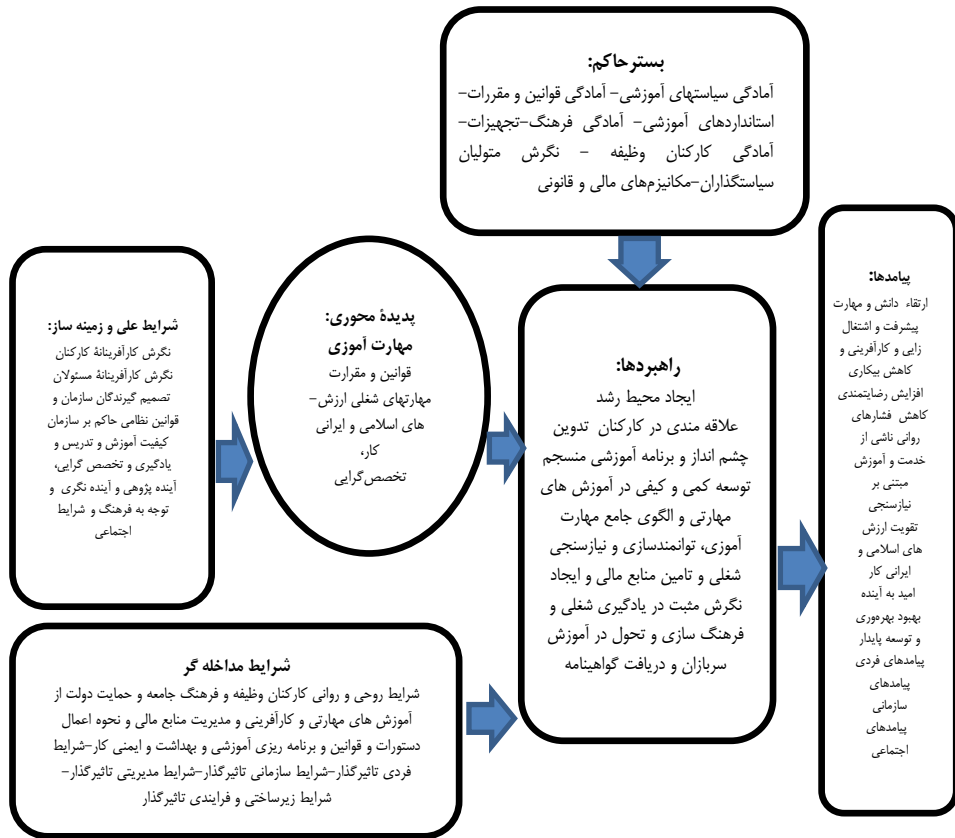 بستر حاکم:
آمادگی سیاستهای آموزشی– آمادگی قوانین و مقررات–
استانداردهای آموزشی– آمادگی فرهنگ–تجهیزات–
آمادگی کارکنان وظیفه – نگرش متولیان
سیاستگذاران–مکانیزم‌های مالی و قانونی
شرایط علی و زمینه ساز:
نگرش کارآفرینانۀ کارکنان
نگرش کارآفرینانۀ مسئولان
تصمیم گیرندگان سازمان و
قوانین نظامی حاکم بر سازمان
کیفیت آموزش و تدریس و
یادگیری و تخصص گرایی،
آینده پژوهی و آینده نگری و
توجه به فرهنگ و شرایط
اجتماعی
پدیدۀ محوری:
مهارت آموزی
قوانین و مقرارت
مهارتهای شغلی ارزش–
های اسلامی و ایرانی
کار،
تخصص‌گرایی
راهبردها:
ایجاد محیط رشد
علاقه مندی در کارکنان تدوین
چشم انداز و برنامه آموزشی منسجم
توسعه کمی و کیفی در آموزش های
مهارتی و الگوی جامع مهارت
آموزی، توانمندسازی و نیازسنجی
شغلی و تامین منابع مالی و ایجاد
نگرش مثبت در یادگیری شغلی و
فرهنگ سازی و تحول در آموزش
سربازان و دریافت گواهینامه
پیامدها:
ارتقاء دانش و مهارت
پیشرفت و اشتغال
زایی و کارآفرینی و
کاهش بیکاری
افزایش رضایتمندی
کاهش فشارهای
روانی ناشی از
خدمت و آموزش
مبتنی بر
نیازسنجی
تقویت ارزش
های اسلامی و
ایرانی کار
امید به آینده
بهبود بهره‌وری
و توسعه پایدار
پیامدهای فردی
پیامدهای
سازمانی
پیامدهای
اجتماعی
شرایط مداخله گر
شرایط روحی و روانی کارکنان وظیفه و فرهنگ جامعه و حمایت دولت از
آموزش های مهارتی و کارآفرینی و مدیریت منابع مالی و نحوه اعمال
دستورات و قوانین و برنامه ریزی آموزشی و بهداشت و ایمنی کار–شرایط
فردی تاثیرگذار–شرایط سازمانی تاثیرگذار–شرایط مدیریتی تاثیرگذار–
شرایط زیرساختی و فرایندی تاثیرگذار